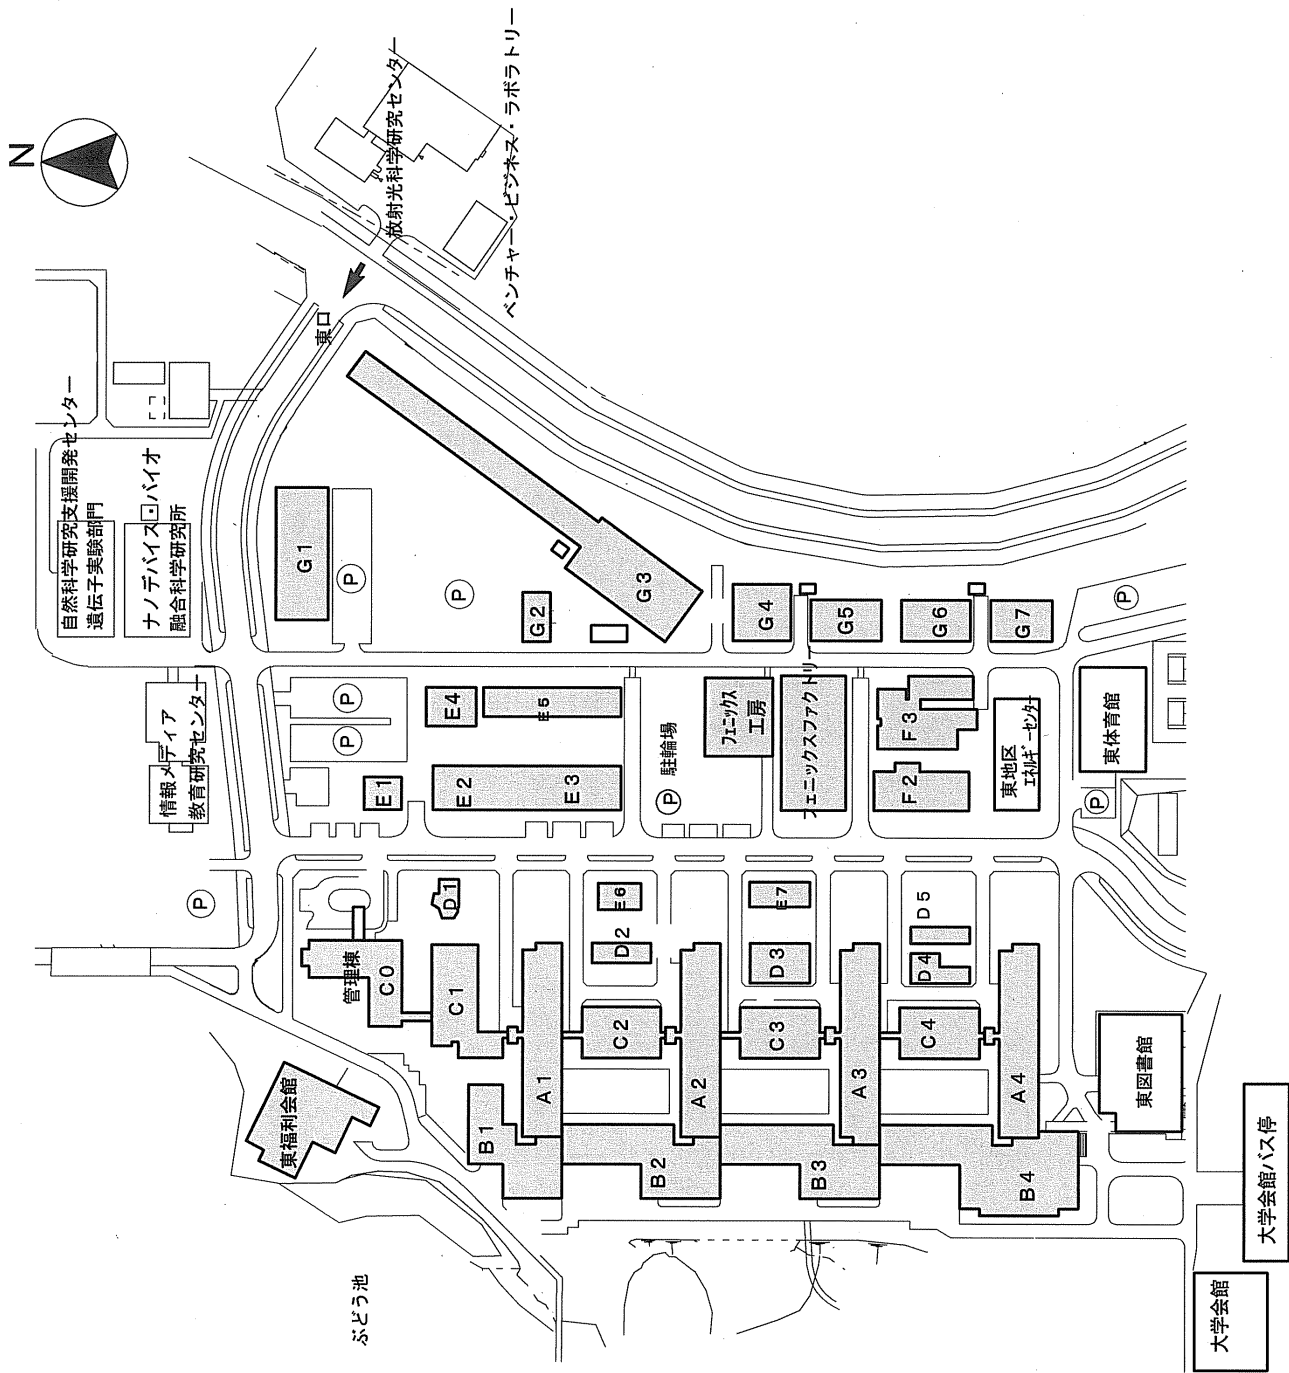 N
放射光科学研究センター
ベンチャー・ビジネス・ラボラトリー
東口
自然科学研究支援開発センター
遺伝子実験部門
ナノデバイス・バイオ
融合科学研究所
G1
P
P
G2
G3
G4
G5
G6
G7
P
情報メディア
教育研究センター
P
P
E4
E5
E1
E2
E3
駐輪場
P
フェニックス
工房
フェニックスファクトリー
F3
F2
東地区
エネルギーセンター
東体育館
P
P
管理棟
C0
D1
C1
E6
D2
E7
D3
D5
D4
C2
C3
C4
A1
A2
A3
A4
B1
B2
B3
B4
東福利会館
東図書館
ぶどう池
大学会館バス停
大学会館